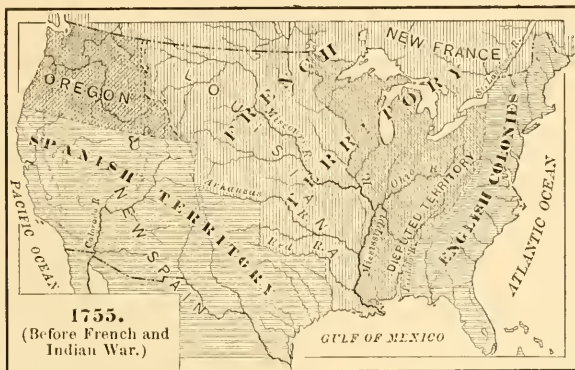 NEW FRANCE
OREGON
LOUISIANA
FRENCH TERRITORY
Missouri
SPANISH TERRITORY
NEW SPAIN
Arkansas R.
Red R.
Colorado R.
Mississippi
Ohio R.
DISPUTED TERRITORY
ENGLISH COLONIES
PACIFIC OCEAN
ATLANTIC OCEAN
GULF OF MEXICO
1755.
(Before French and
Indian War.)